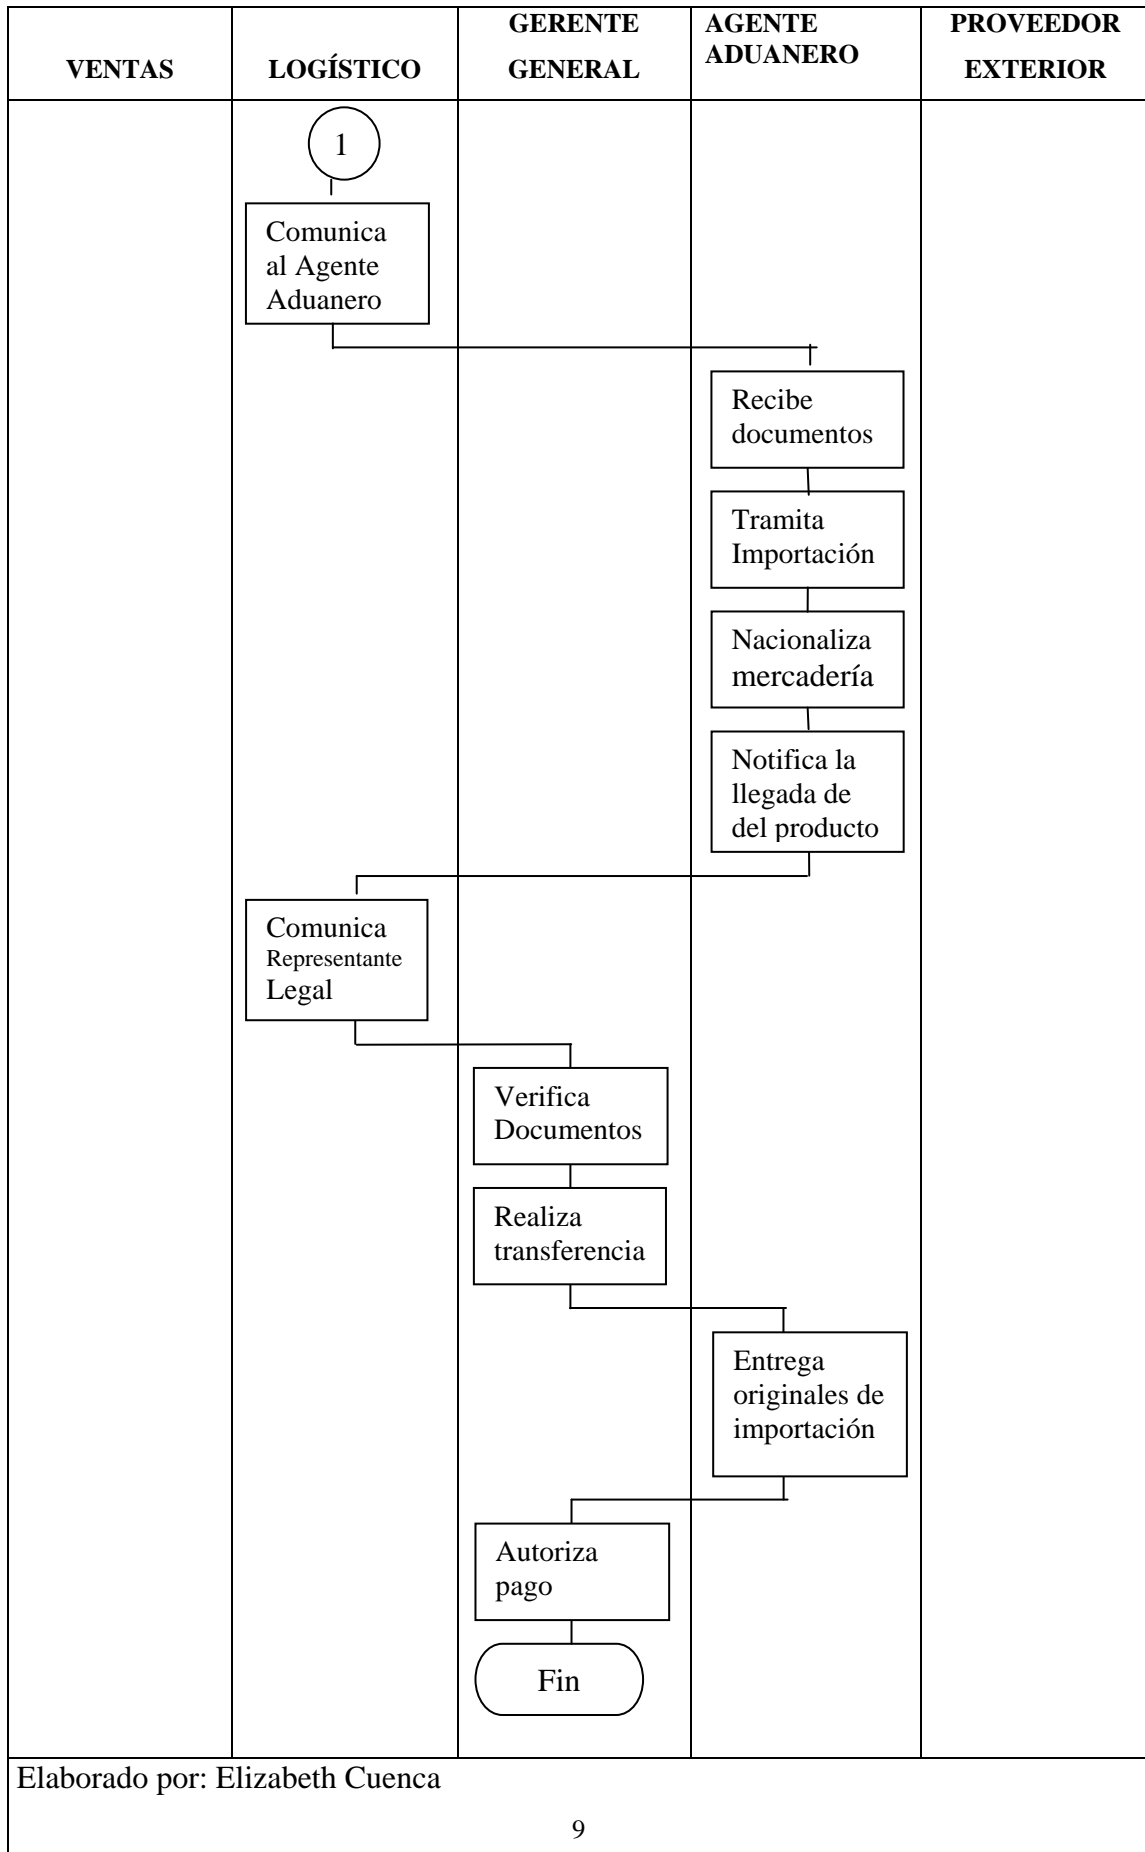 VENTAS
LOGÍSTICO
GERENTE
GENERAL
AGENTE
ADUANERO
PROVEEDOR
EXTERIOR
1
Comunica
al Agente
Aduanero
Recibe
documentos
Tramita
Importación
Nacionaliza
mercadería
Notifica la
llegada de
del producto
Comunica
Representante
Legal
Verifica
Documentos
Realiza
transferencia
Entrega
originales de
importación
Autoriza
pago
Fin
Elaborado por: Elizabeth Cuenca
9